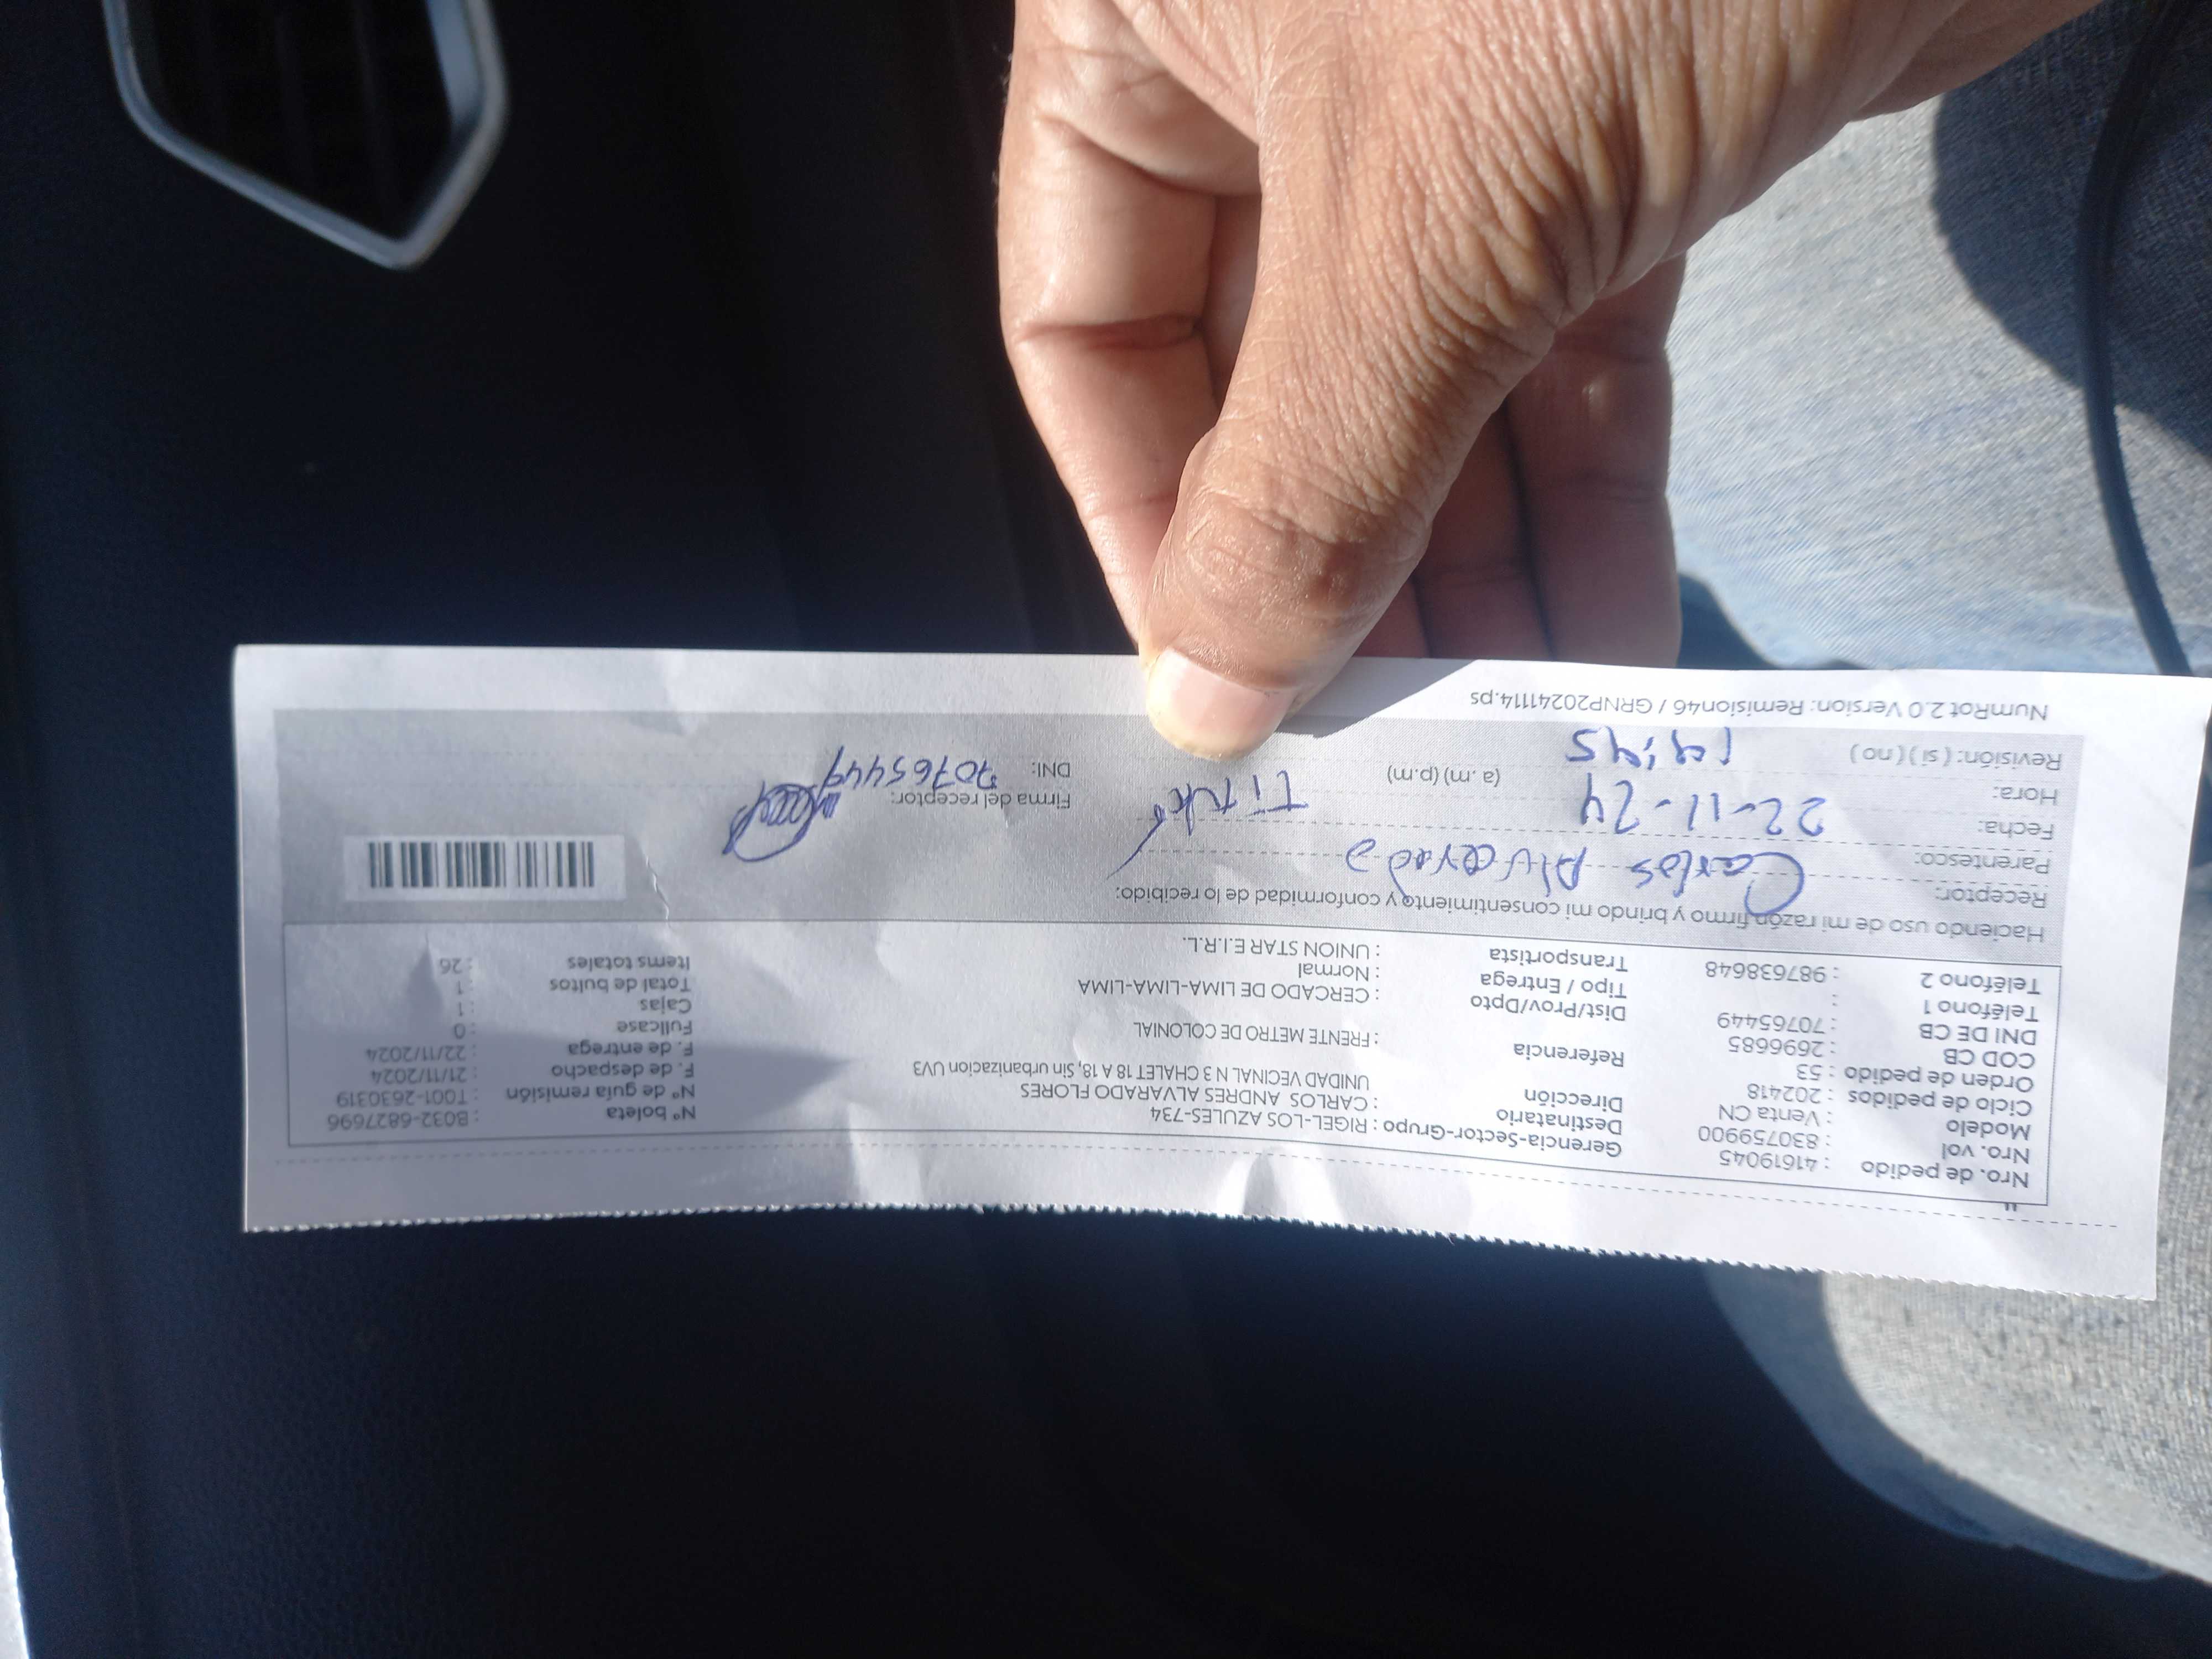 Nro. de pedido : 41619045
Nro. vol : 830759900
Modelo : Venta CN
Ciclo de pedidos : 202418
Orden de pedido : 53
COD CB : 2696685
DNI DE CB : 70765449
Teléfono 1 :
Teléfono 2 : 987638648
Gerencia-Sector-Grupo : RIGEL-LOS AZULES-734
Destinatario : CARLOS ANDRES ALVARADO FLORES
Dirección UNIDAD VECINAL N 3 CHALET 18 A 18, Sin urbanizacion UV3
Referencia : FRENTE METRO DE COLONIAL
Dist/Prov/Dpto : CERCADO DE LIMA-LIMA-LIMA
Tipo / Entrega : Normal
Transportista : UNION STAR E.I.R.L.
N° boleta : B032-6827696
N° de guía remisión : T001-2630319
F. de despacho : 21/11/2024
F. de entrega : 22/11/2024
Fullcase : 0
Cajas : 1
Total de bultos : 1
Items totales : 26
Haciendo uso de mi razón firmo y brindo mi consentimiento y conformidad de lo recibido:
Receptor: Carlos Alvarado
Parentesco:
Fecha: 22-11-24
Hora: (a. m) (p.m)
Revisión: ( si ) ( no )
Firma del receptor:
DNI: 70765449
NumRot 2.0 Version: Remision46 / GRNP20241114.ps